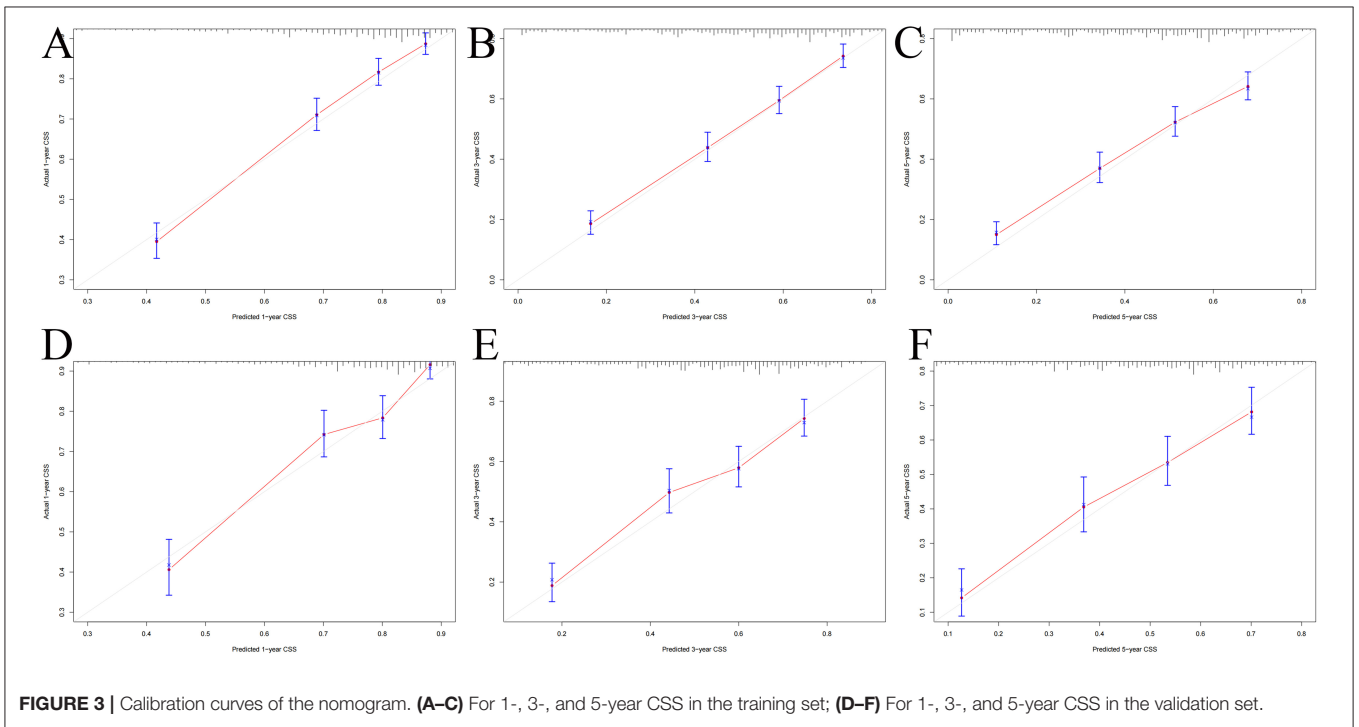 A
Actual 1-year CSS
0.3 0.4 0.5 0.6 0.7 0.8
0.3 0.4 0.5 0.6 0.7 0.8 0.9
Predicted 1-year CSS
B
Actual 3-year CSS
0.0 0.2 0.4 0.6
0.0 0.2 0.4 0.6 0.8
Predicted 3-year CSS
C
Actual 5-year CSS
0.0 0.2 0.4 0.6 0.8
0.0 0.2 0.4 0.6 0.8
Predicted 5-year CSS
D
Actual 1-year CSS
0.3 0.4 0.5 0.6 0.7 0.8 0.9
0.3 0.4 0.5 0.6 0.7 0.8 0.9
Predicted 1-year CSS
E
Actual 3-year CSS
0.2 0.4 0.6 0.8
0.2 0.4 0.6 0.8
Predicted 3-year CSS
F
Actual 5-year CSS
0.1 0.2 0.3 0.4 0.5 0.6 0.7 0.8
0.1 0.2 0.3 0.4 0.5 0.6 0.7 0.8
Predicted 5-year CSS
FIGURE 3 | Calibration curves of the nomogram. (A–C) For 1-, 3-, and 5-year CSS in the training set; (D–F) For 1-, 3-, and 5-year CSS in the validation set.